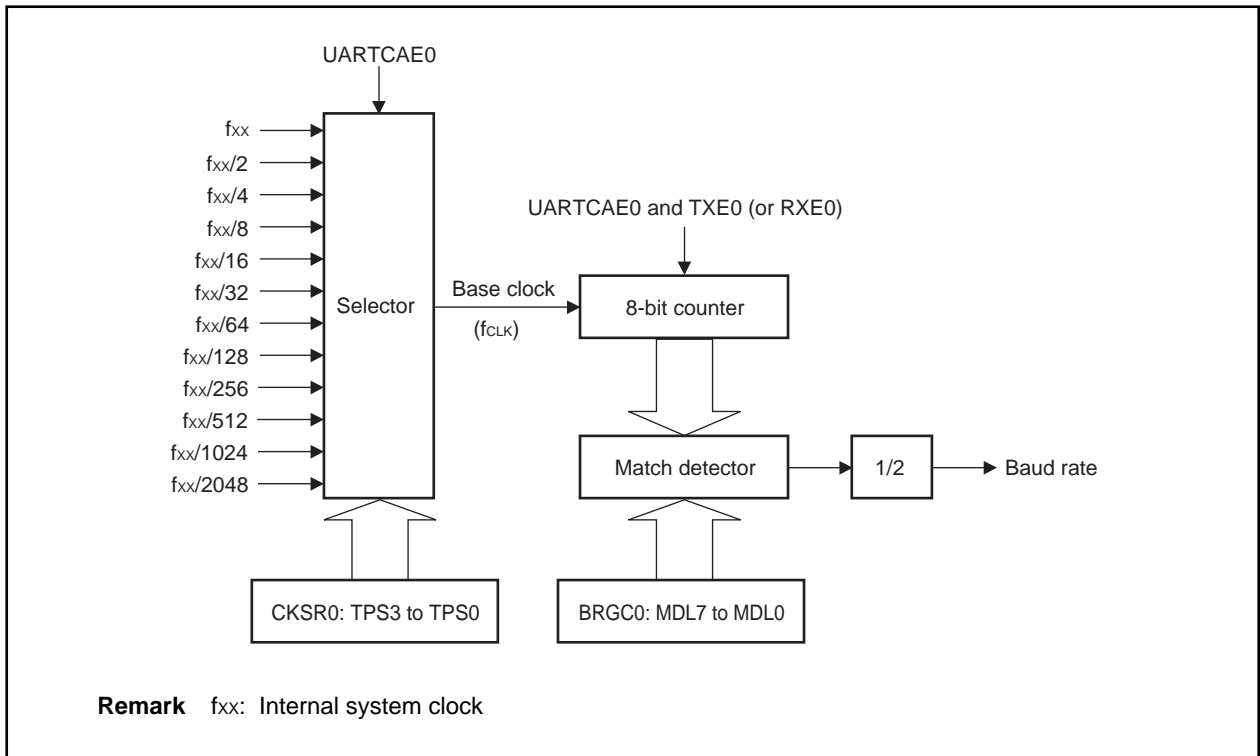 UARTCAE0
fXX
fXX/2
fXX/4
fXX/8
fXX/16
fXX/32
fXX/64
fXX/128
fXX/256
fXX/512
fXX/1024
fXX/2048
Selector
Base clock
(fCLK)
UARTCAE0 and TXE0 (or RXE0)
8-bit counter
Match detector
1/2
Baud rate
CKSR0: TPS3 to TPS0
BRGC0: MDL7 to MDL0
Remark fXX: Internal system clock